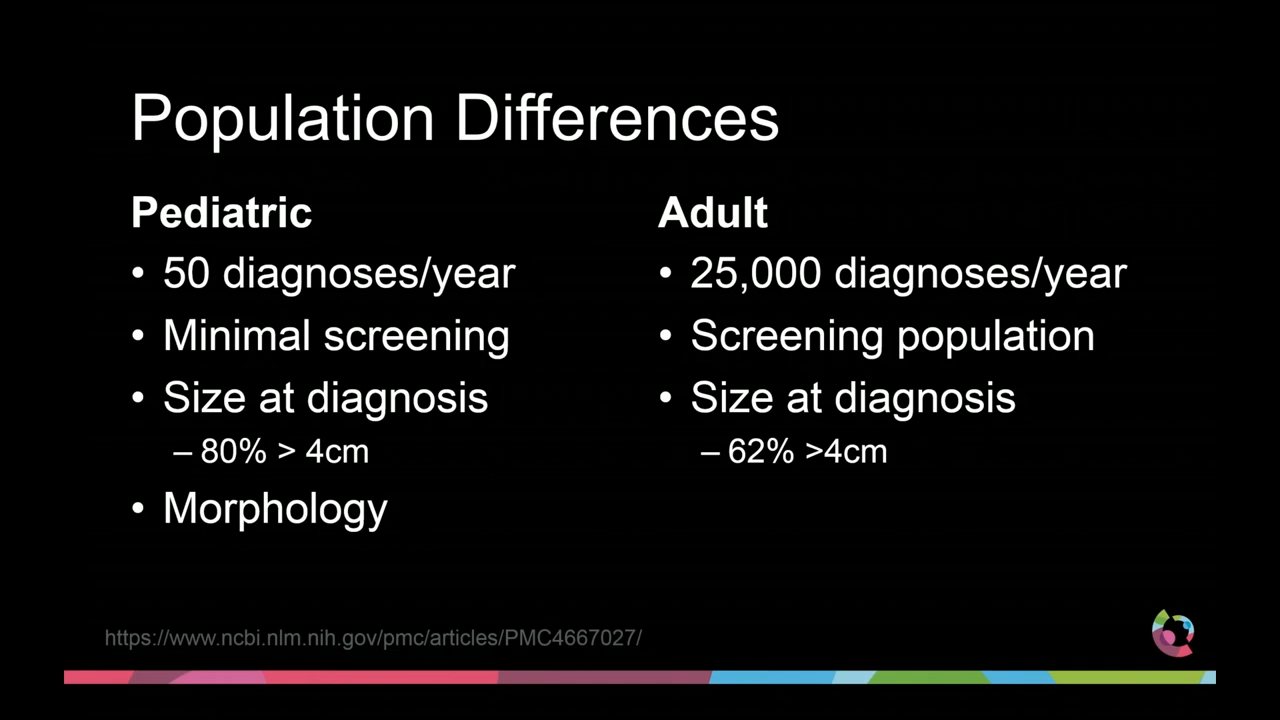 Population Differences
Pediatric
• 50 diagnoses/year
• Minimal screening
• Size at diagnosis
– 80% > 4cm
• Morphology
Adult
• 25,000 diagnoses/year
• Screening population
• Size at diagnosis
– 62% >4cm
https://www.ncbi.nlm.nih.gov/pmc/articles/PMC4667027/